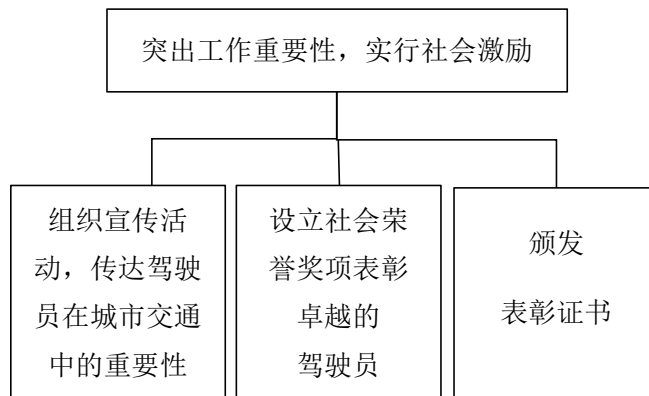 突出工作重要性，实行社会激励
组织宣传活
动，传达驾驶
员在城市交通
中的重要性
设立社会荣
誉奖项表彰
卓越的
驾驶员
颁发
表彰证书